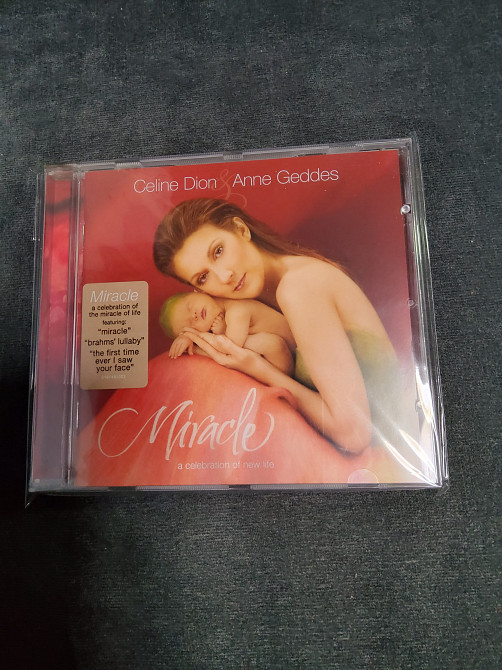 Celine Dion & Anne Geddes
Miracle
a celebration of
the miracle of life
featuring:
"miracle"
"brahms' lullaby"
"the first time
ever I saw
your face"
Miracle
a celebration of new life